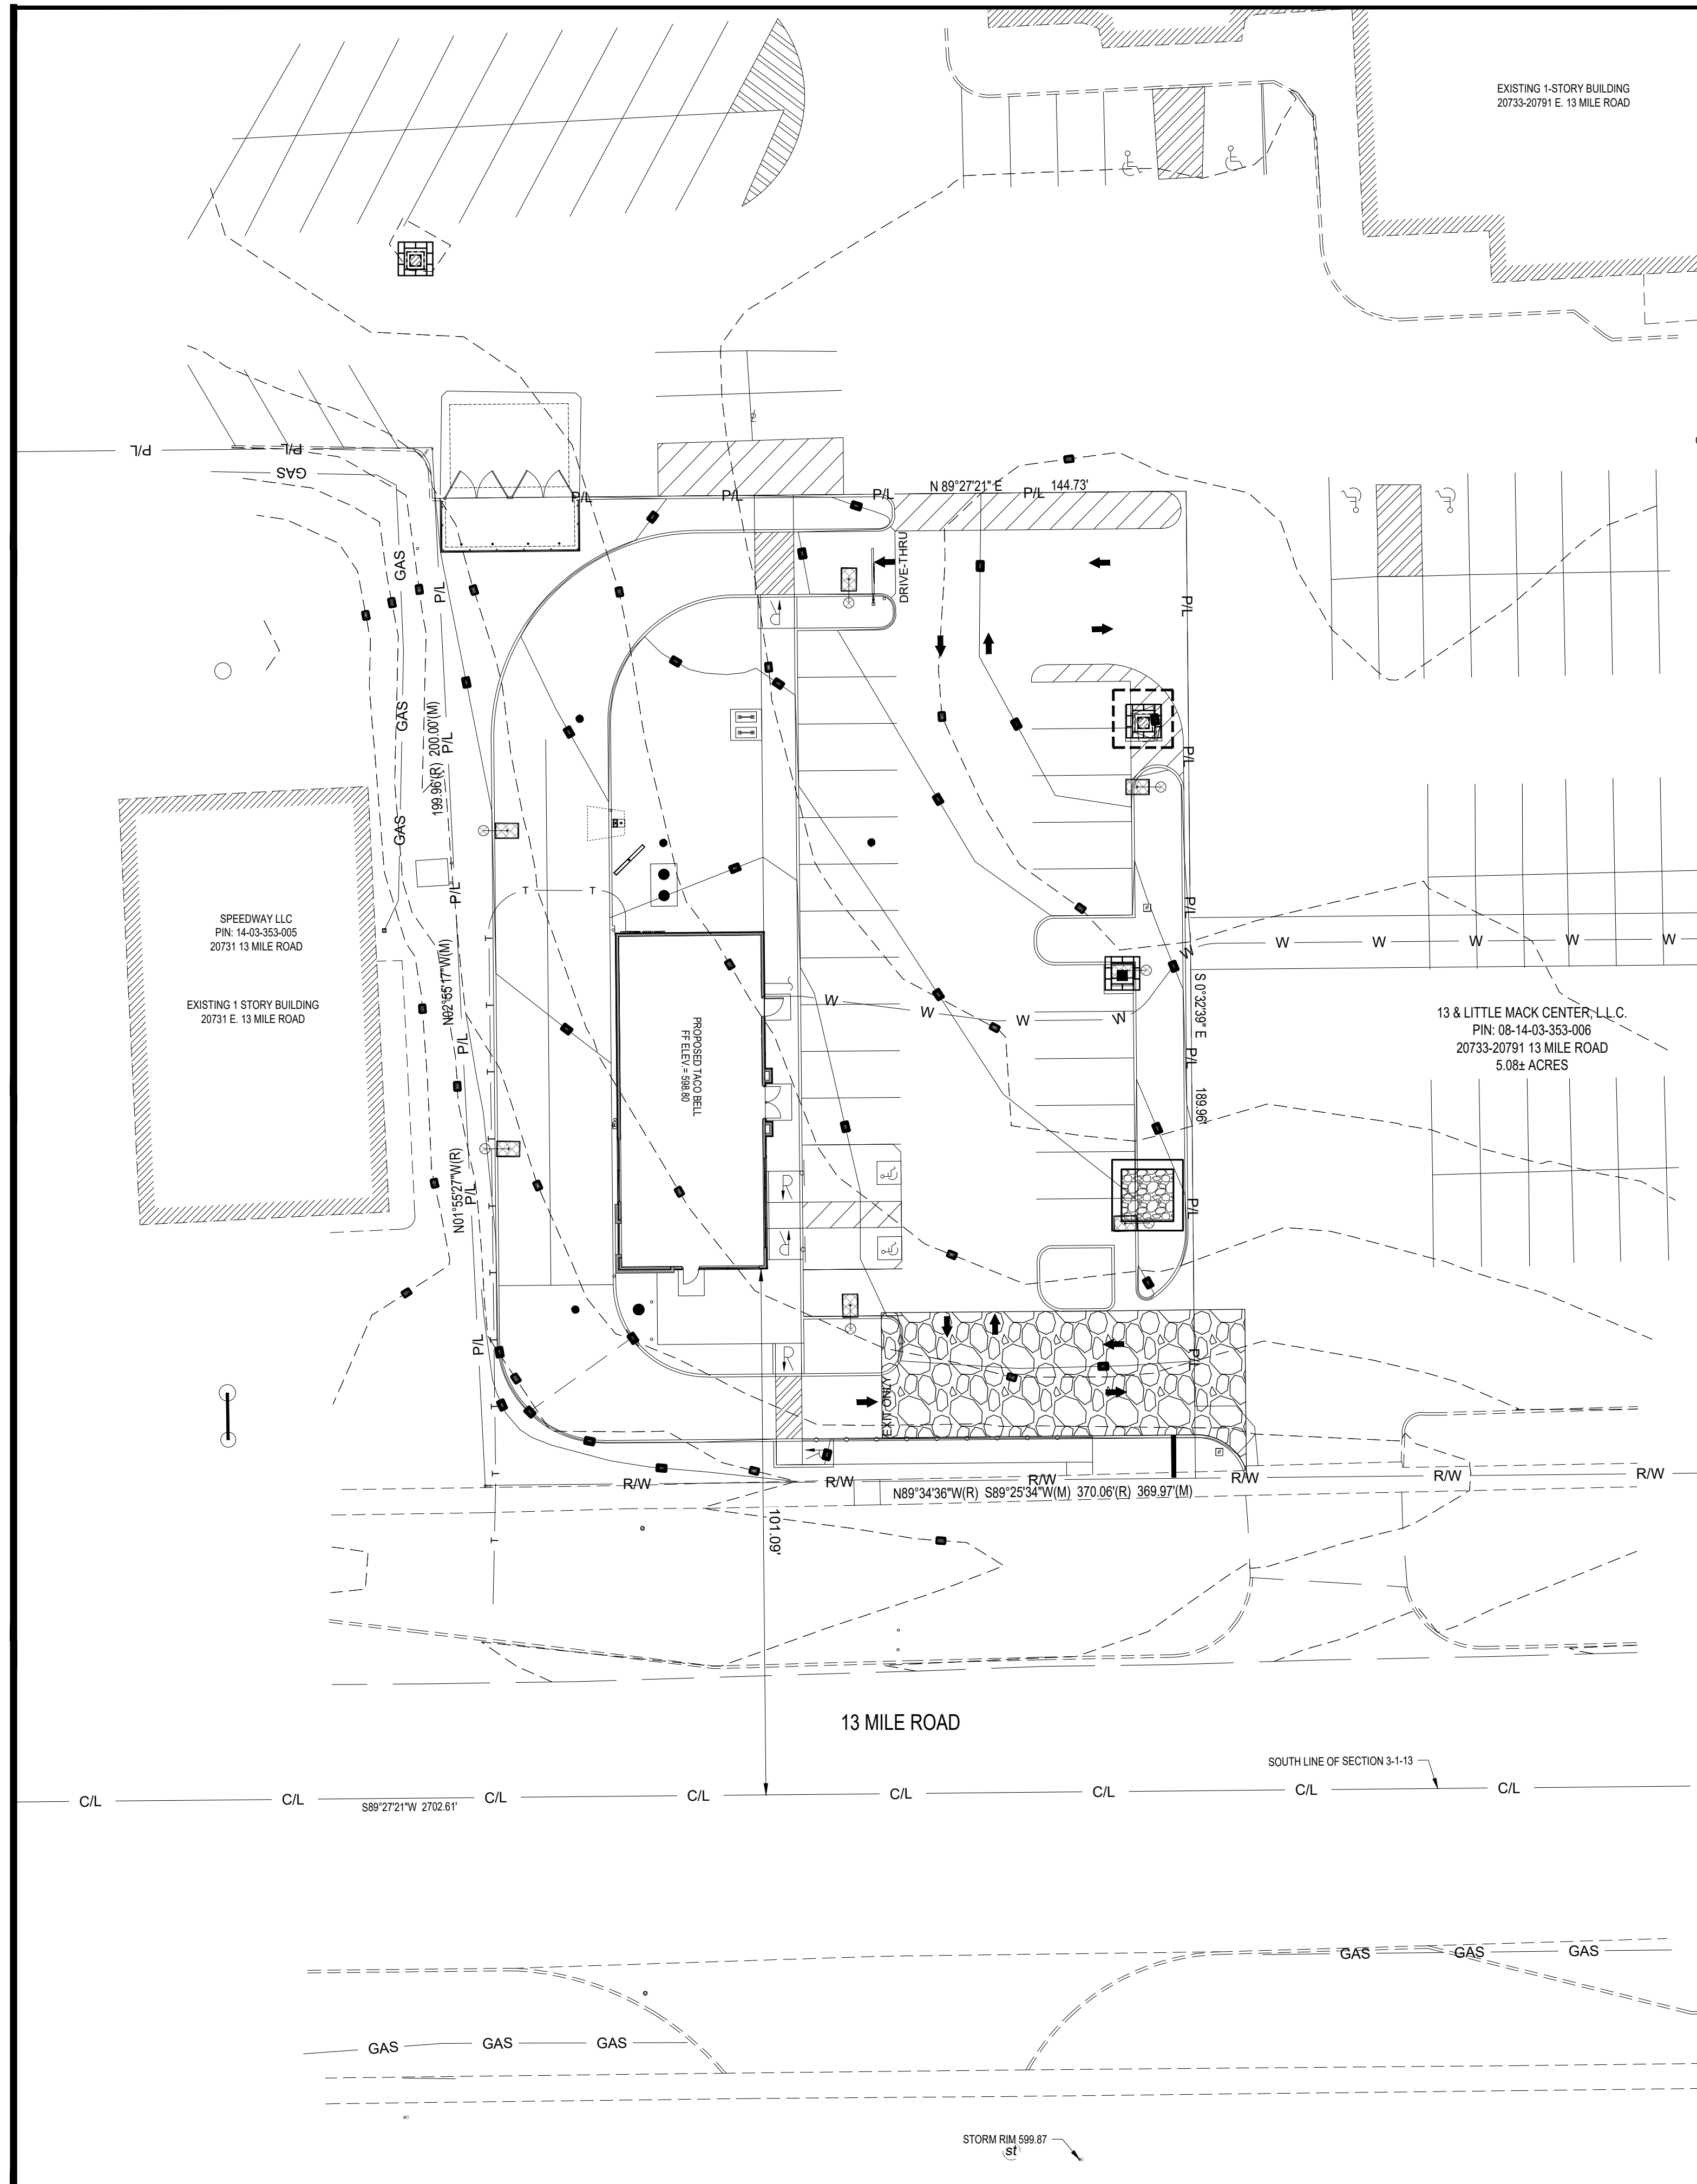 EXISTING 1-STORY BUILDING
20733-20791 E. 13 MILE ROAD
P/L
P/L
GAS
P/L
P/L
P/L
N 89°27'21" E
P/L
144.73'
DRIVE-THRU
GAS
P/L
P/L
GAS
199.96'(R) 200.00'(M)
P/L
P/L
GAS
P/L
T
T
P/L
SPEEDWAY LLC
PIN: 14-03-353-005
20731 13 MILE ROAD
EXISTING 1 STORY BUILDING
20731 E. 13 MILE ROAD
N02°55'17"W(M)
P/L
N01°55'27"W(R)
P/L
P/L
T
T
T
T
T
T
T
T
T
T
PROPOSED TACO BELL
FF ELEV.= 598.80
W
W
W
W
W
W
W
W
W
W
S 0°32'39" E
P/L
189.96'
P/L
P/L
13 & LITTLE MACK CENTER, L.L.C.
PIN: 08-14-03-353-006
20733-20791 13 MILE ROAD
5.08± ACRES
EXIT ONLY
R/W
R/W
R/W
R/W
R/W
R/W
N89°34'36"W(R) S89°25'34"W(M) 370.06'(R) 369.97'(M)
101.09'
13 MILE ROAD
SOUTH LINE OF SECTION 3-1-13
C/L
C/L
C/L
C/L
C/L
C/L
C/L
C/L
S89°27'21"W 2702.61'
GAS
GAS
GAS
GAS
GAS
GAS
STORM RIM 599.87
st